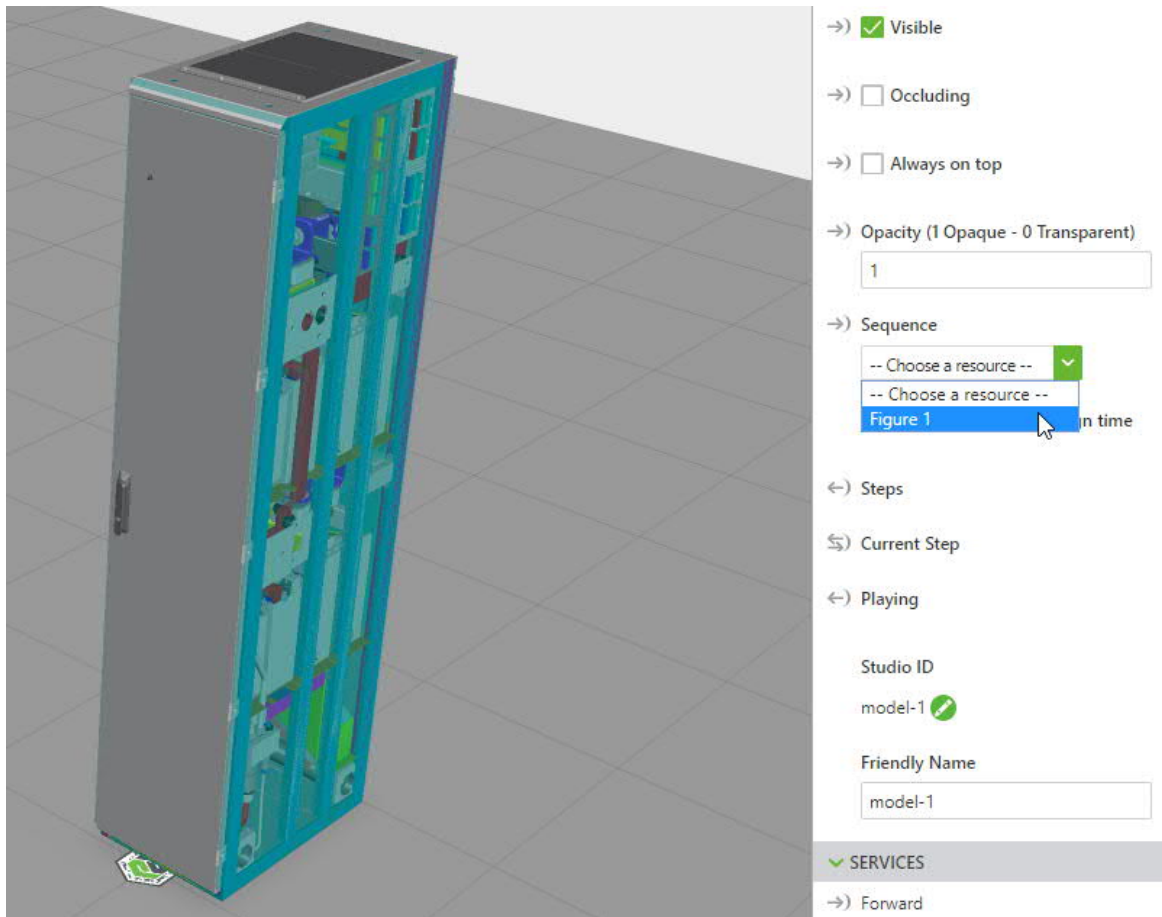 Visible
Occluding
Always on top
Opacity (1 Opaque - 0 Transparent)
1
Sequence
-- Choose a resource --
-- Choose a resource --
Figure 1
time
Steps
Current Step
Playing
Studio ID
model-1
Friendly Name
model-1
SERVICES
Forward